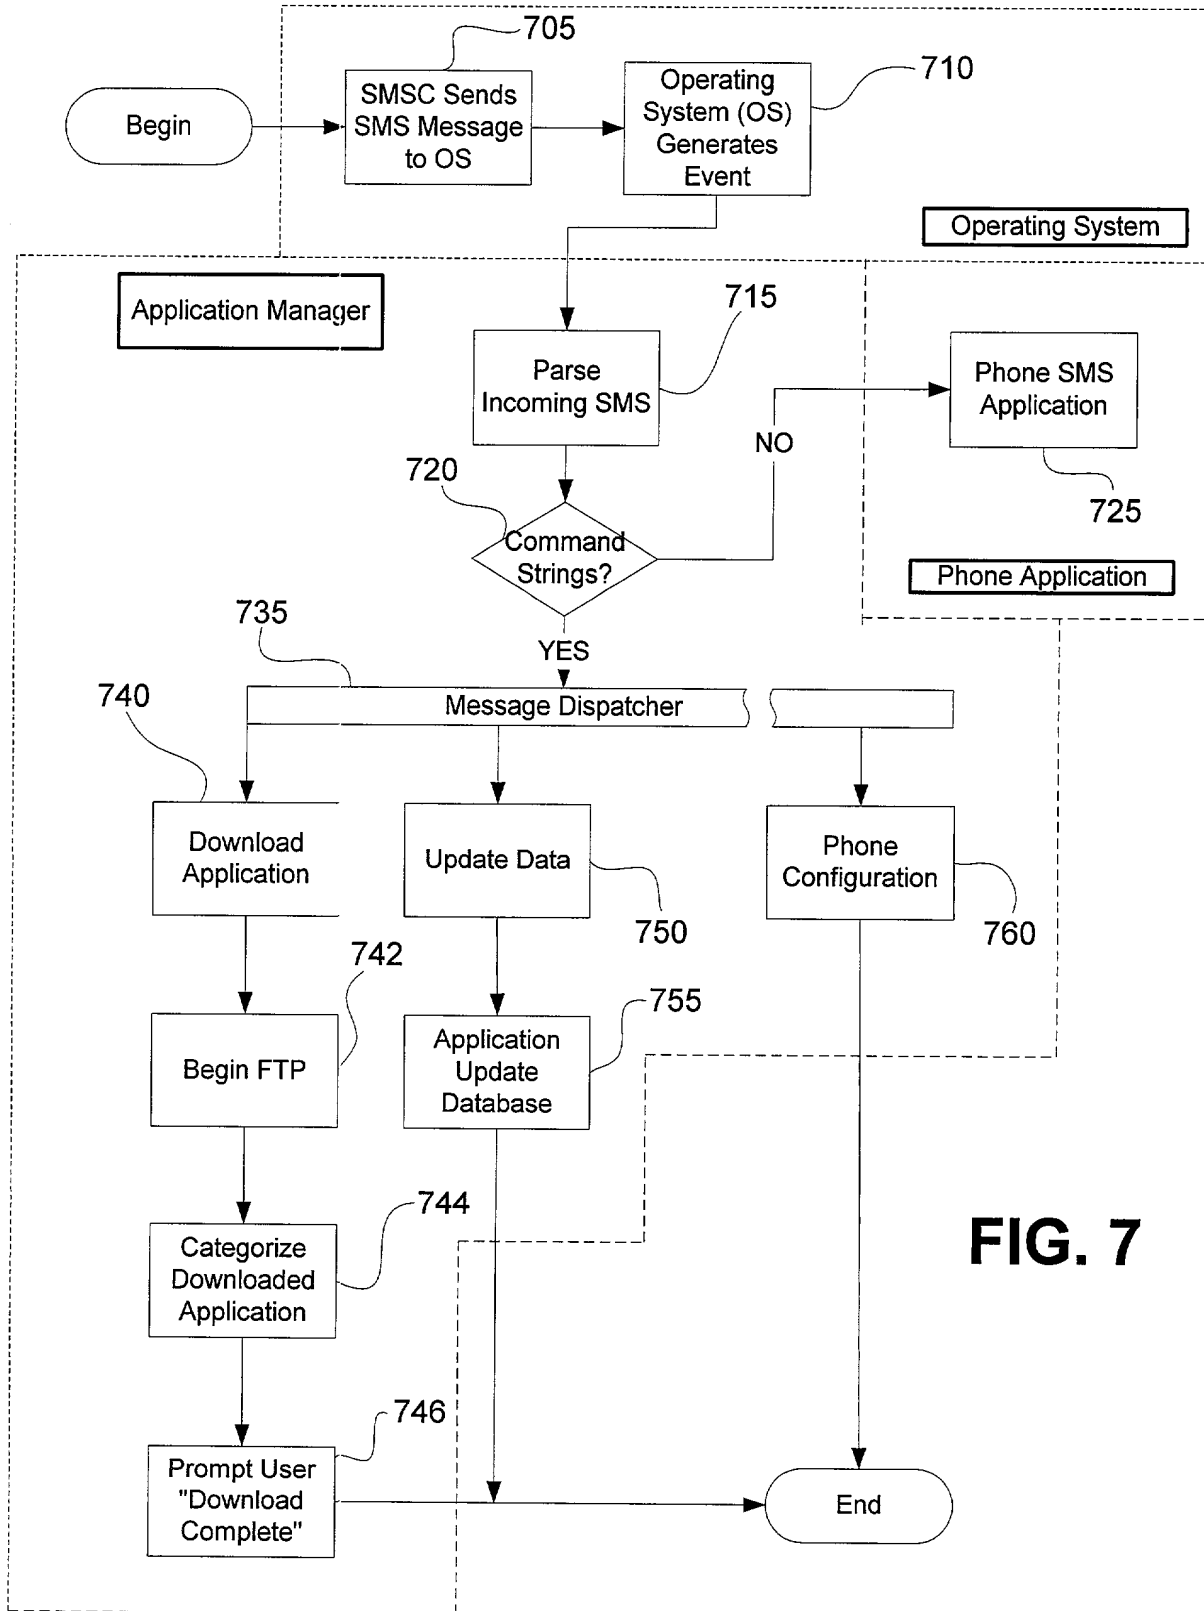 705
710
Begin
SMSC Sends
SMS Message
to OS
Operating
System (OS)
Generates
Event
Operating System
Application Manager
715
Parse
Incoming SMS
Phone SMS
Application
NO
720
725
Command
Strings?
Phone Application
YES
735
Message Dispatcher
740
Download
Application
Update Data
Phone
Configuration
750
760
742
755
Begin FTP
Application
Update
Database
744
Categorize
Downloaded
Application
FIG. 7
746
Prompt User
"Download
Complete"
End